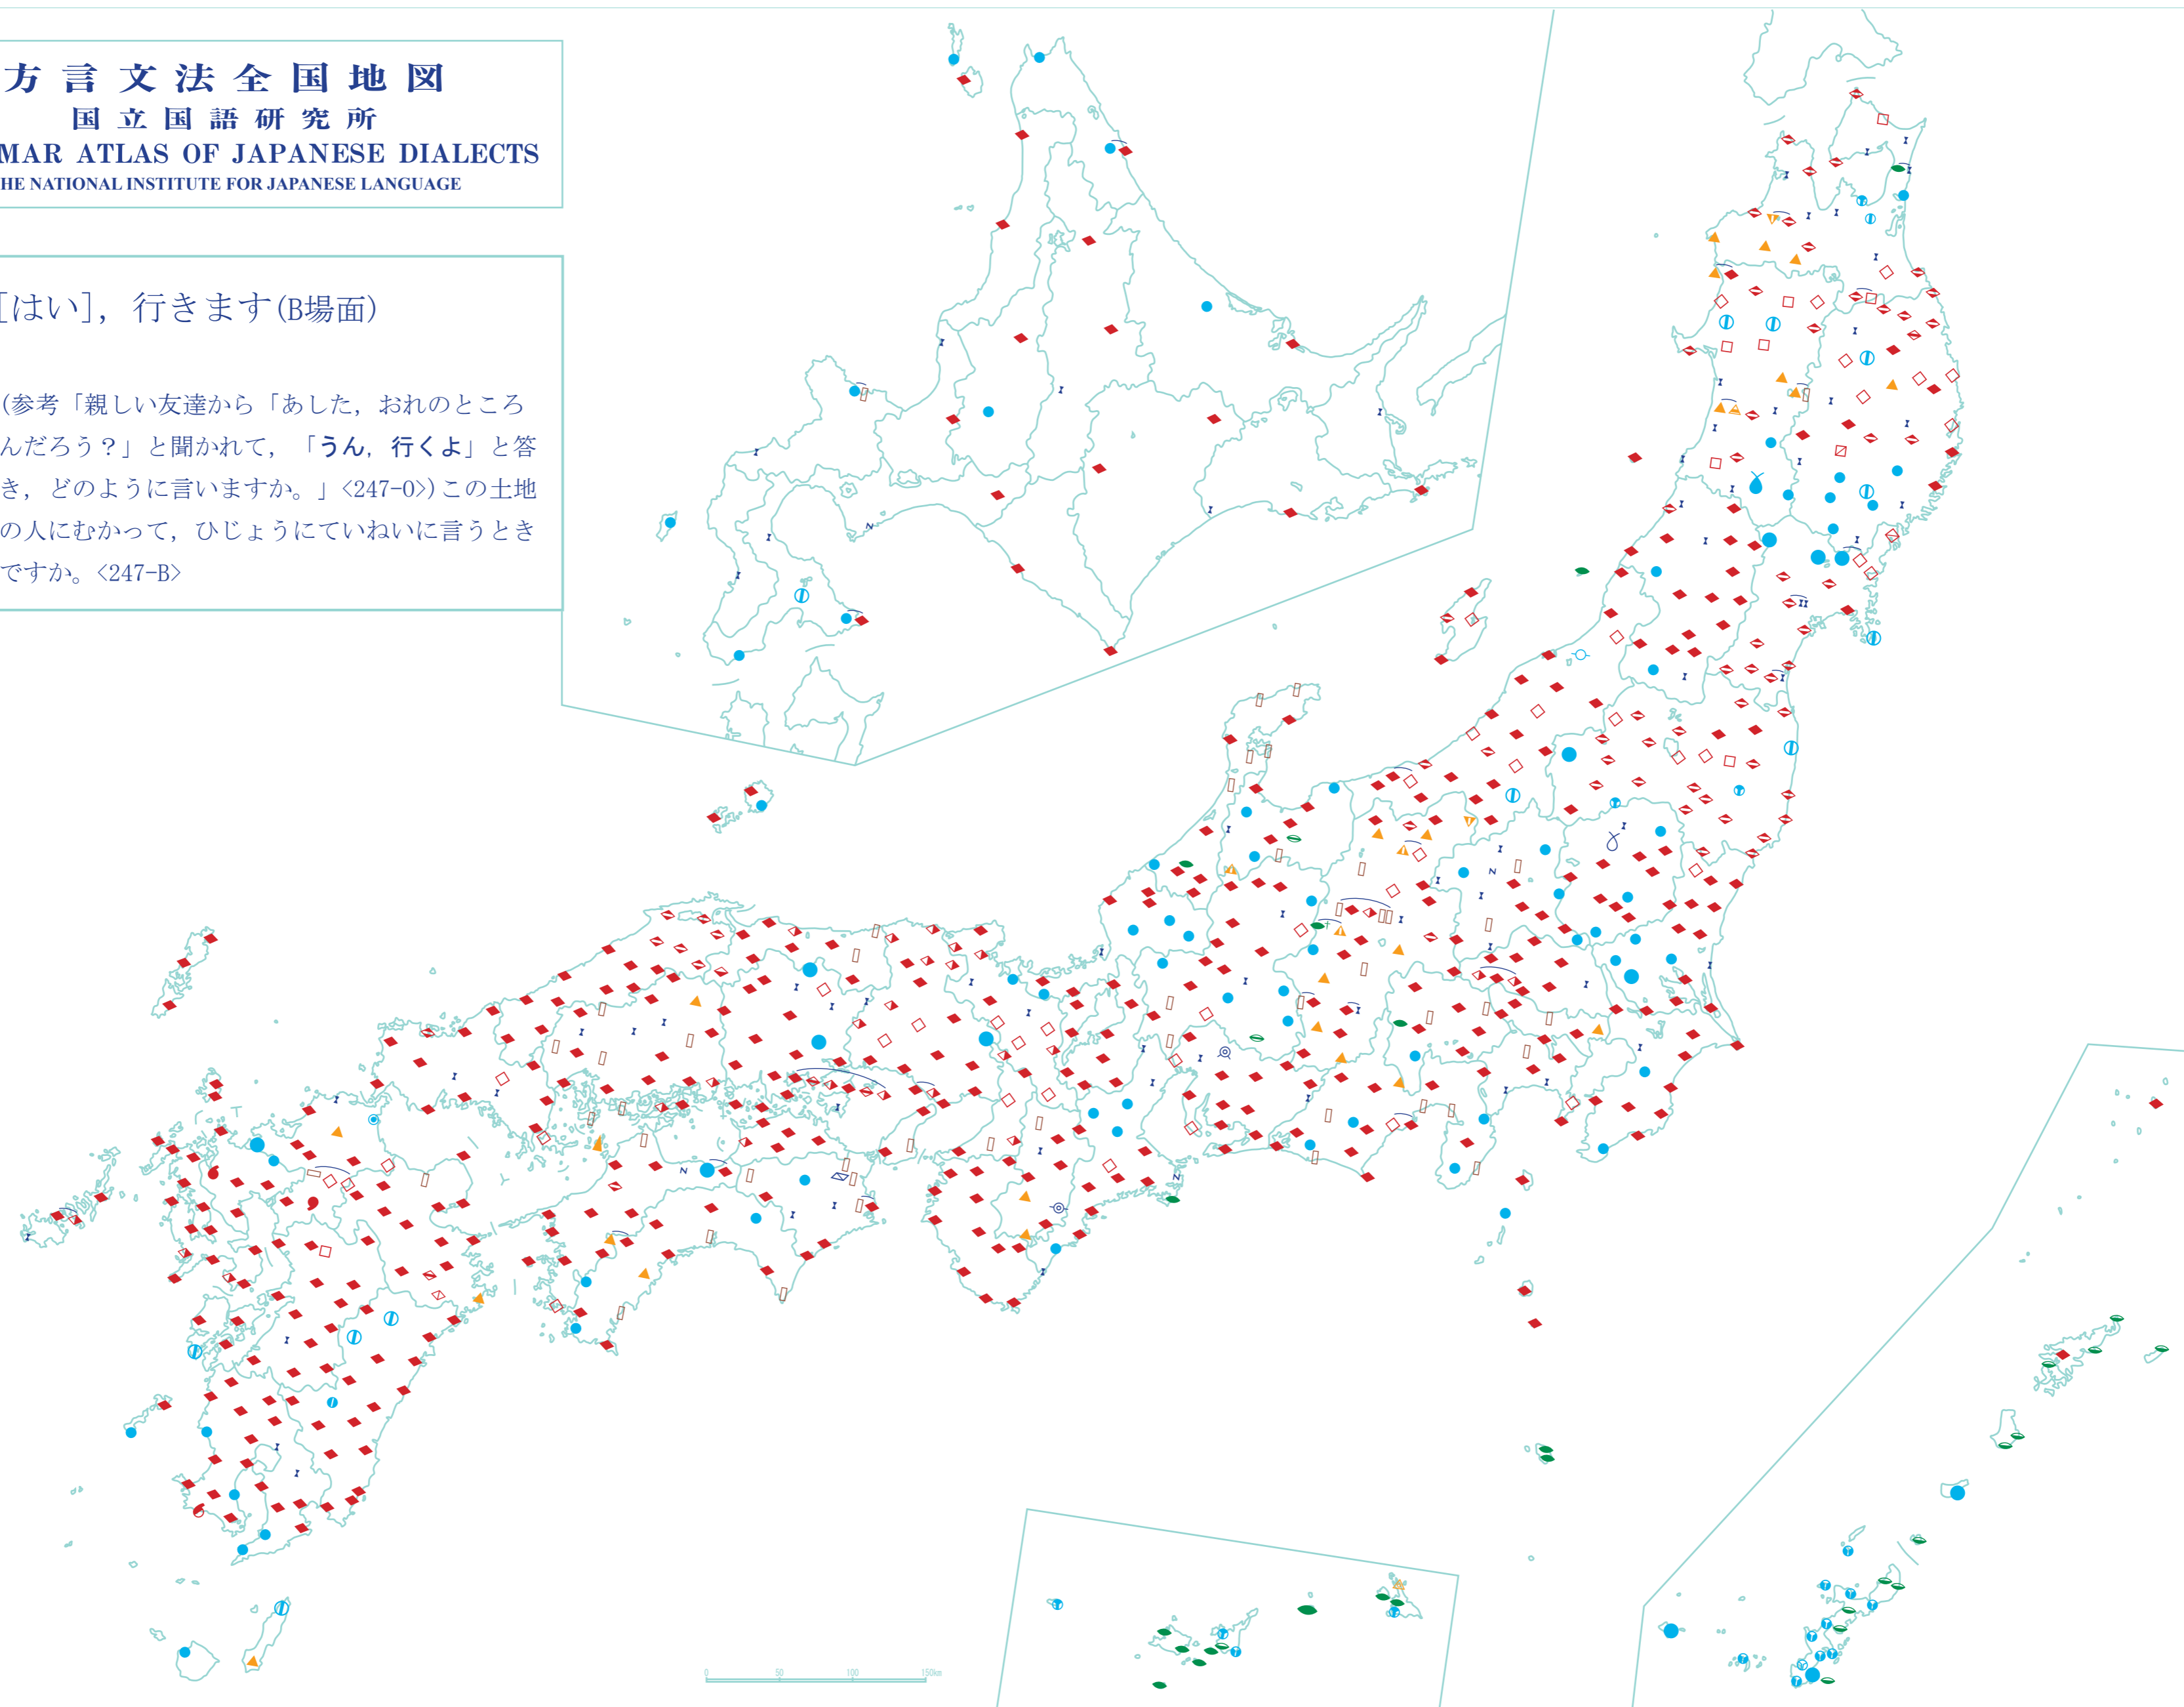 方言文法全国地図
国立国語研究所
MAR ATLAS OF JAPANESE DIALECTS
HE NATIONAL INSTITUTE FOR JAPANESE LANGUAGE
[はい]，行きます(B場面)
(参考「親しい友達から「あした，おれのところ
んだろう？」と聞かれて，「うん，行くよ」と答
き，どのように言いますか。」<247-0>)この土地
の人にむかって，ひじょうにていねいに言うとき
ですか。<247-B>
0 50 100 150km